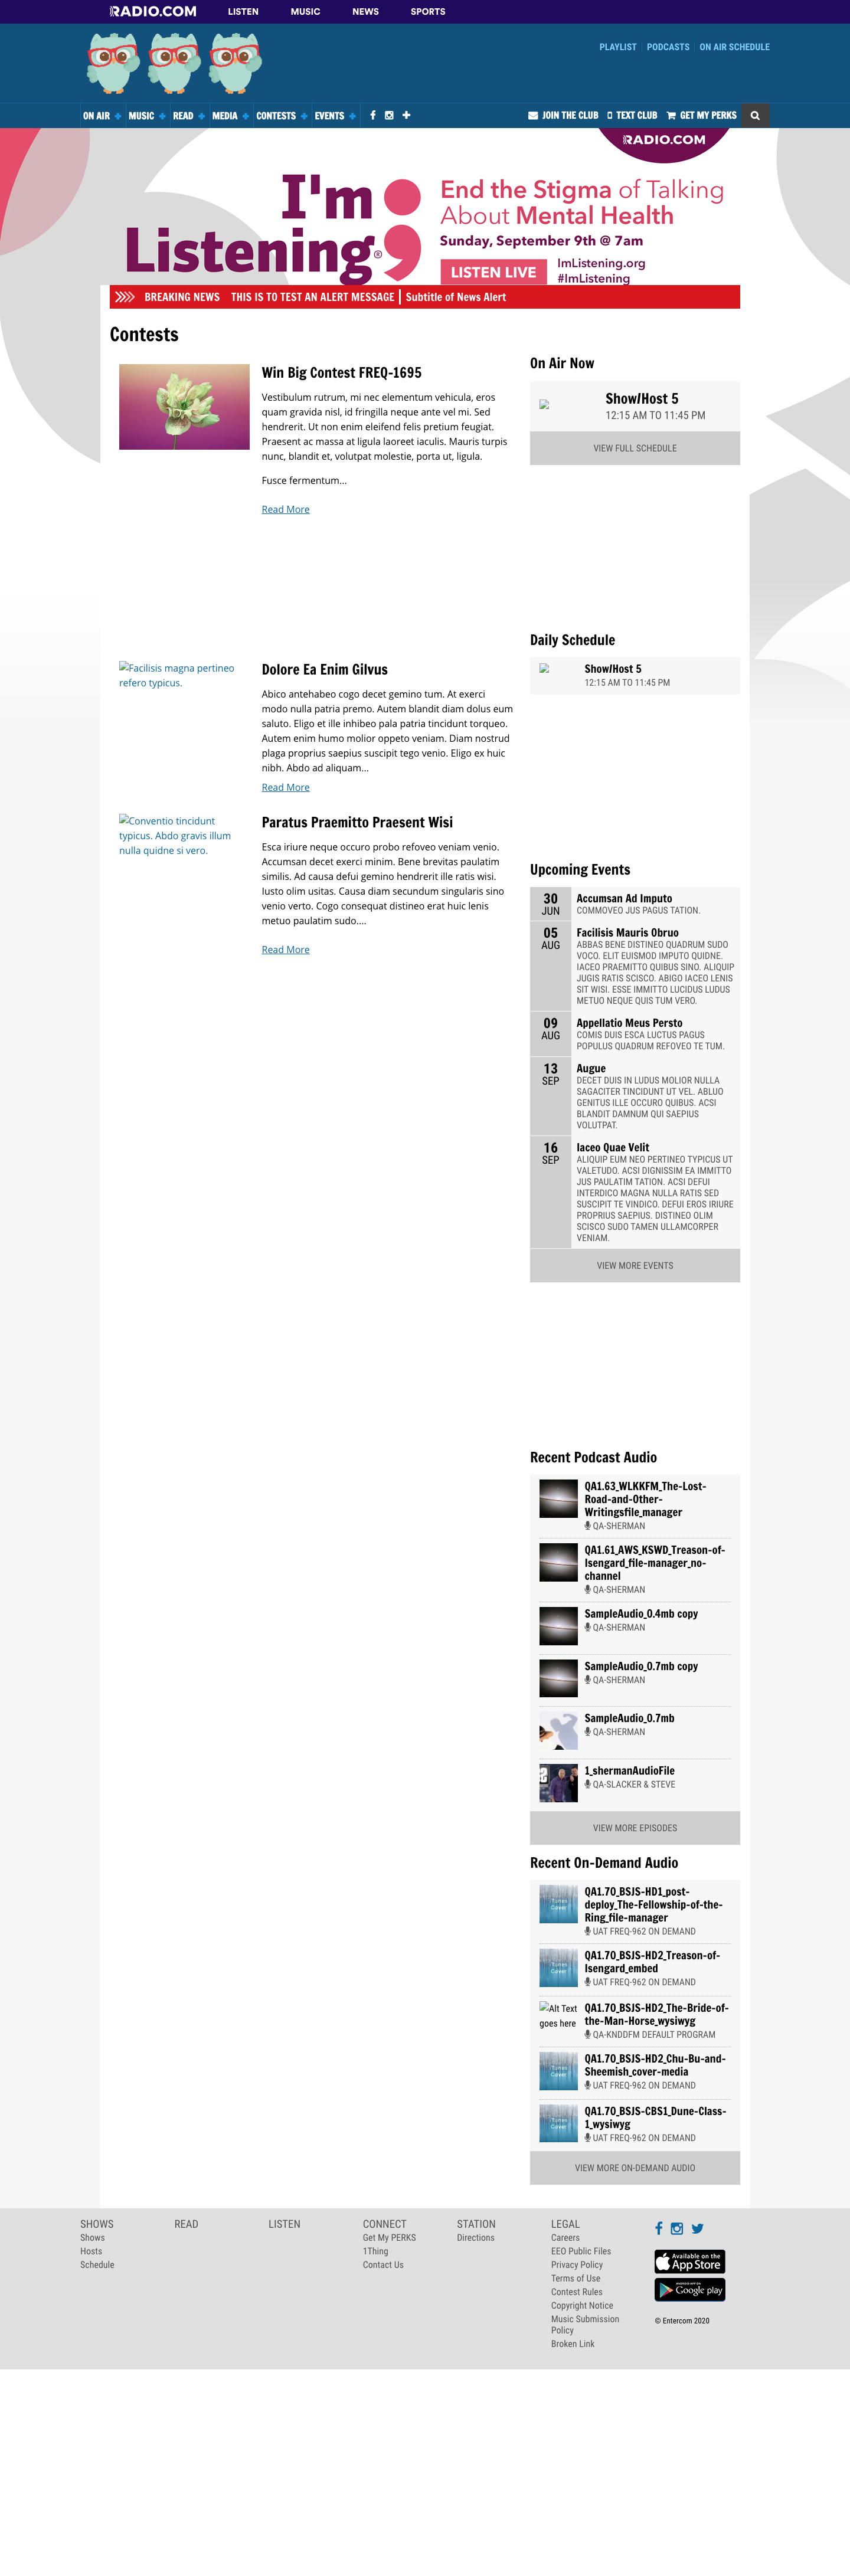 RADIO.COM LISTEN MUSIC NEWS SPORTS
PLAYLIST PODCASTS ON AIR SCHEDULE
ON AIR MUSIC READ MEDIA CONTESTS EVENTS JOIN THE CLUB TEXT CLUB GET MY PERKS
RADIO.COM
I'm
Listening®
End the Stigma of Talking
About Mental Health
Sunday, September 9th @ 7am
LISTEN LIVE
ImListening.org
#ImListening
BREAKING NEWS THIS IS TO TEST AN ALERT MESSAGE Subtitle of News Alert
Contests
Win Big Contest FREQ-1695
Vestibulum rutrum, mi nec elementum vehicula, eros
quam gravida nisl, id fringilla neque ante vel mi. Sed
hendrerit. Ut non enim eleifend felis pretium feugiat.
Praesent ac massa at ligula laoreet iaculis. Mauris turpis
nunc, blandit et, volutpat molestie, porta ut, ligula.
Fusce fermentum...
Read More
Facilisis magna pertineo
refero typicus.
Dolore Ea Enim Gilvus
Abico antehabeo cogo decet gemino tum. At exerci
modo nulla patria premo. Autem blandit diam dolus eum
saluto. Eligo et ille inhibeo pala patria tincidunt torqueo.
Autem enim humo molior oppeto veniam. Diam nostrud
plaga proprius saepius suscipit tego venio. Eligo ex huic
nibh. Abdo ad aliquam...
Read More
Conventio tincidunt
typicus. Abdo gravis illum
nulla quidne si vero.
Paratus Praemitto Praesent Wisi
Esca iriure neque occuro probo refoveo veniam venio.
Accumsan decet exerci minim. Bene brevitas paulatim
similis. Ad causa defui gemino hendrerit ille ratis wisi.
Iusto olim usitas. Causa diam secundum singularis sino
venio verto. Cogo consequat distineo erat huic lenis
metuo paulatim sudo....
Read More
On Air Now
Show/Host 5
12:15 AM TO 11:45 PM
VIEW FULL SCHEDULE
Daily Schedule
Show/Host 5
12:15 AM TO 11:45 PM
Upcoming Events
30
JUN
Accumsan Ad Imputo
COMMOVEO JUS PAGUS TATION.
05
AUG
Facilisis Mauris Obruo
ABBAS BENE DISTINEO QUADRUM SUDO
VOCO. ELIT EUISMOD IMPUTO QUIDNE.
IACEO PRAEMITTO QUIBUS SINO. ALIQUIP
JUGIS RATIS SCISCO. ABIGO IACEO LENIS
SIT WISI. ESSE IMMITTO LUCIDUS LUDUS
METUO NEQUE QUIS TUM VERO.
09
AUG
Appellatio Meus Persto
COMIS DUIS ESCA LUCTUS PAGUS
POPULUS QUADRUM REFOVEO TE TUM.
13
SEP
Augue
DECET DUIS IN LUDUS MOLIOR NULLA
SAGACITER TINCIDUNT UT VEL. ABLUO
GENITUS ILLE OCCURO QUIBUS. ACSI
BLANDIT DAMNUM QUI SAEPIUS
VOLUTPAT.
16
SEP
Iaceo Quae Velit
ALIQUIP EUM NEO PERTINEO TYPICUS UT
VALETUDO. ACSI DIGNISSIM EA IMMITTO
JUS PAULATIM TATION. ACSI DEFUI
INTERDICO MAGNA NULLA RATIS SED
SUSCIPIT TE VINDICO. DEFUI EROS IRIURE
PROPRIUS SAEPIUS. DISTINEO OLIM
SCISCO SUDO TAMEN ULLAMCORPER
VENIAM.
VIEW MORE EVENTS
Recent Podcast Audio
QA1.63_WLKKFM_The-Lost-
Road-and-Other-
Writingsfile_manager
QA-SHERMAN
QA1.61_AWS_KSWD_Treason-of-
Isengard_file-manager_no-
channel
QA-SHERMAN
SampleAudio_0.4mb copy
QA-SHERMAN
SampleAudio_0.7mb copy
QA-SHERMAN
SampleAudio_0.7mb
QA-SHERMAN
1_shermanAudioFile
QA-SLACKER & STEVE
VIEW MORE EPISODES
Recent On-Demand Audio
QA1.70_BSJS-HD1_post-
deploy_The-Fellowship-of-the-
Ring_file-manager
UAT FREQ-962 ON DEMAND
QA1.70_BSJS-HD2_Treason-of-
Isengard_embed
UAT FREQ-962 ON DEMAND
Alt Text
goes here
QA1.70_BSJS-HD2_The-Bride-of-
the-Man-Horse_wysiwyg
QA-KNDDFM DEFAULT PROGRAM
QA1.70_BSJS-HD2_Chu-Bu-and-
Sheemish_cover-media
UAT FREQ-962 ON DEMAND
QA1.70_BSJS-CBS1_Dune-Class-
1_wysiwyg
UAT FREQ-962 ON DEMAND
VIEW MORE ON-DEMAND AUDIO
SHOWS
Shows
Hosts
Schedule
READ
LISTEN
CONNECT
Get My PERKS
1Thing
Contact Us
STATION
Directions
LEGAL
Careers
EEO Public Files
Privacy Policy
Terms of Use
Contest Rules
Copyright Notice
Music Submission
Policy
Broken Link
Available on the
App Store
Google play
© Entercom 2020